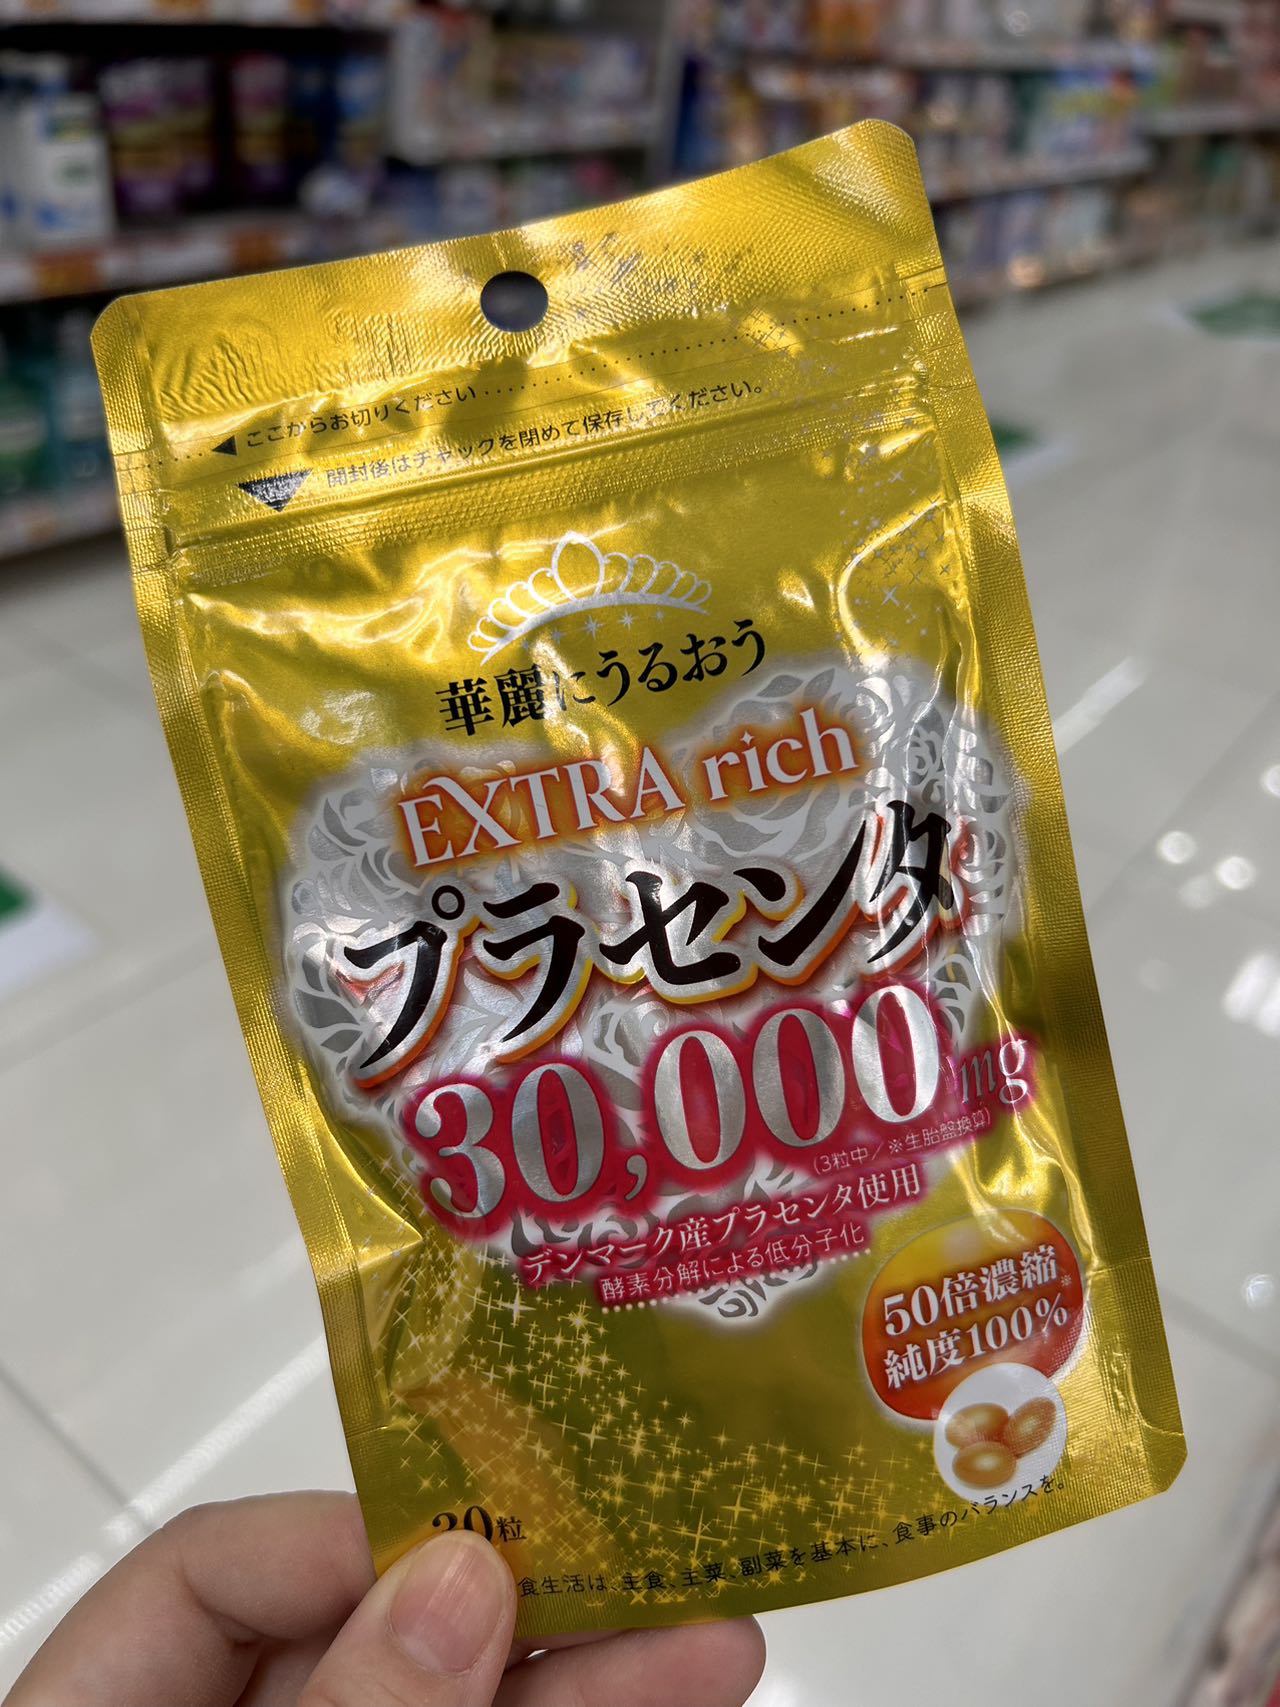 ここからお切りください
開封後はチャックを閉めて保存してください。
華麗にうるおう
EXTRA rich
プラセンタ
30,000mg
(3粒中/※生胎盤換算)
デンマーク産プラセンタ使用
酵素分解による低分子化
50倍濃縮※
純度100%
30粒
食生活は、主食、主菜、副菜を基本に、食事のバランスを。